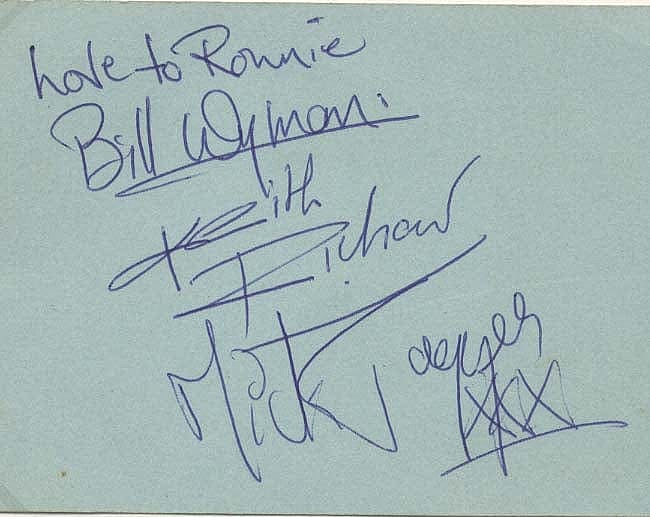 love to Ronnie
Bill Wyman.
Keith
Richard
Mick Jagger
XXX